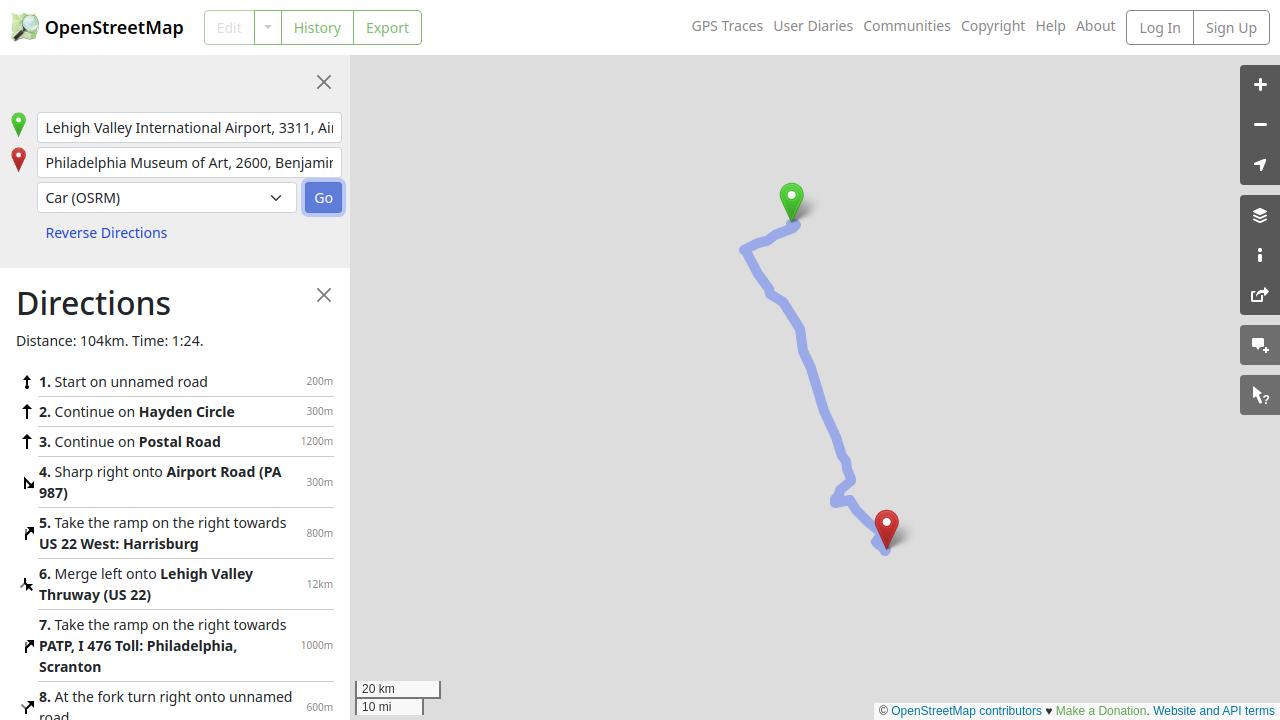 OpenStreetMap
Edit
History
Export
GPS Traces
User Diaries
Communities
Copyright
Help
About
Log In
Sign Up
Lehigh Valley International Airport, 3311, Air
Philadelphia Museum of Art, 2600, Benjamin
Car (OSRM)
Go
Reverse Directions
Directions
Distance: 104km. Time: 1:24.
1. Start on unnamed road 200m
2. Continue on Hayden Circle 300m
3. Continue on Postal Road 1200m
4. Sharp right onto Airport Road (PA
987) 300m
5. Take the ramp on the right towards
US 22 West: Harrisburg 800m
6. Merge left onto Lehigh Valley
Thruway (US 22) 12km
7. Take the ramp on the right towards
PATP, I 476 Toll: Philadelphia, 1000m
Scranton
8. At the fork turn right onto unnamed
road 600m
20 km
10 mi
© OpenStreetMap contributors ♥ Make a Donation. Website and API terms